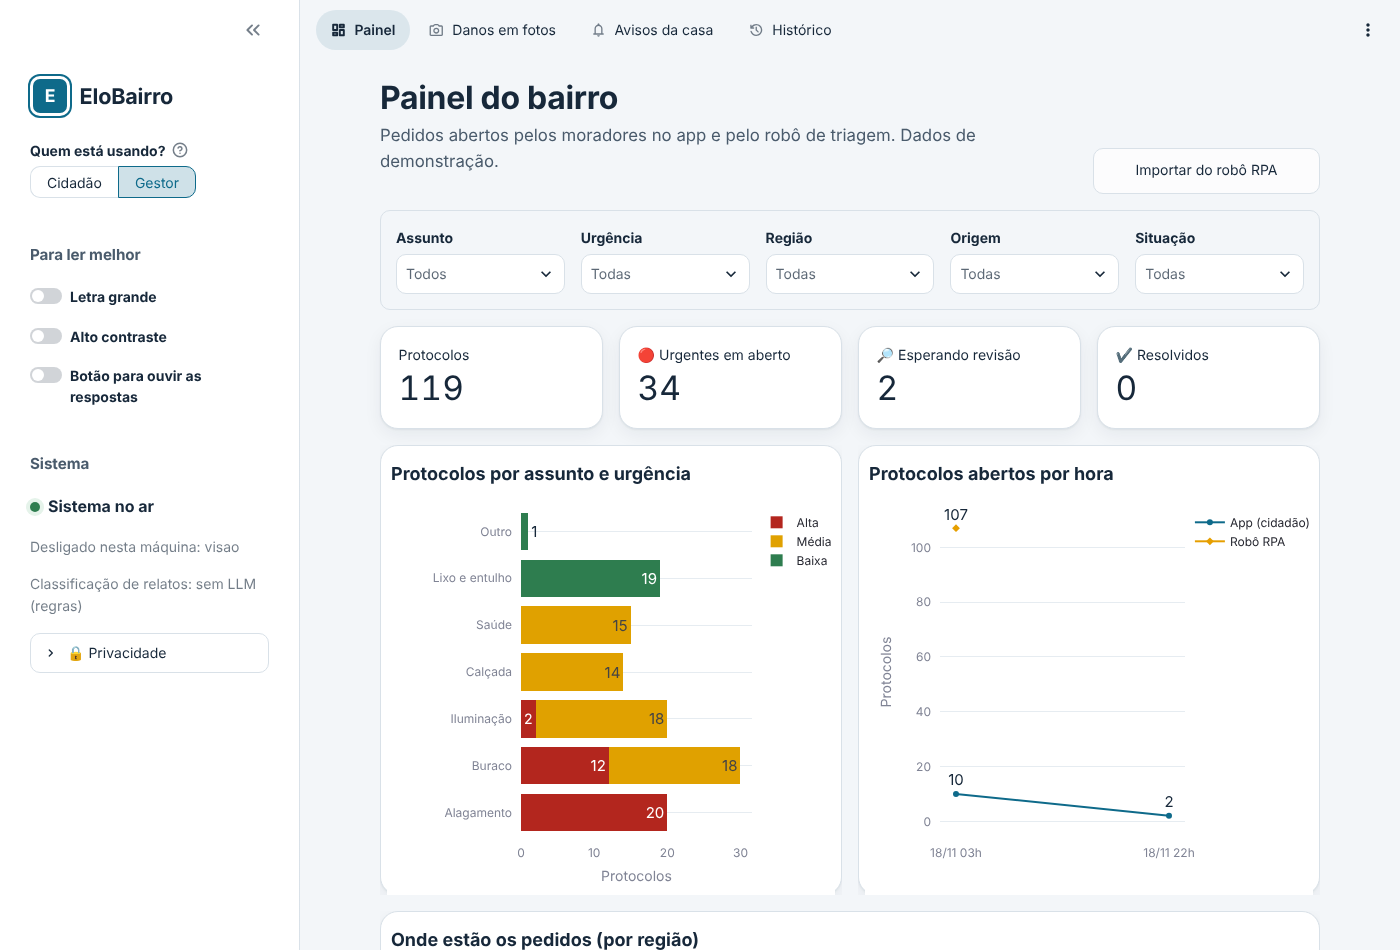 Painel
Danos em fotos
Avisos da casa
Histórico
E
EloBairro
Quem está usando?
Cidadão
Gestor
Para ler melhor
Letra grande
Alto contraste
Botão para ouvir as
respostas
Sistema
Sistema no ar
Desligado nesta máquina: visao
Classificação de relatos: sem LLM
(regras)
🔒 Privacidade
Painel do bairro
Pedidos abertos pelos moradores no app e pelo robô de triagem. Dados de
demonstração.
Importar do robô RPA
Assunto
Todos
Urgência
Todas
Região
Todas
Origem
Todas
Situação
Todas
Protocolos
119
🔴 Urgentes em aberto
34
🔎 Esperando revisão
2
✔️ Resolvidos
0
Protocolos por assunto e urgência
Alta
Média
Baixa
Outro
1
Lixo e entulho
19
Saúde
15
Calçada
14
Iluminação
2
18
Buraco
12
18
Alagamento
20
0
10
20
30
Protocolos
Protocolos abertos por hora
App (cidadão)
Robô RPA
Protocolos
100
80
60
40
20
0
107
10
2
18/11 03h
18/11 22h
Onde estão os pedidos (por região)